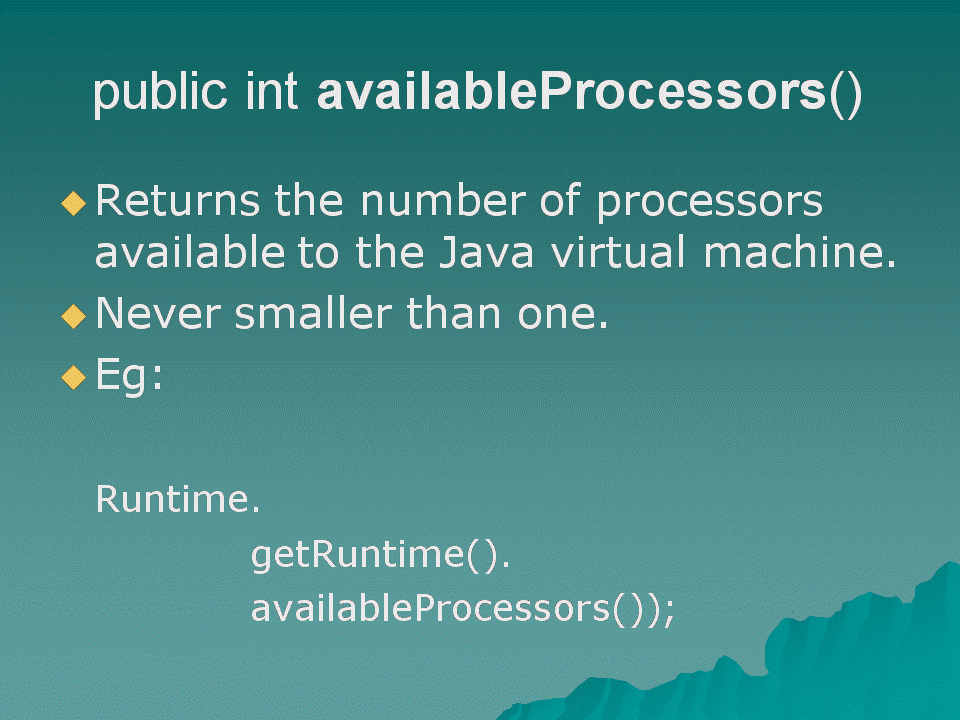 public int availableProcessors()
Returns the number of processors
available to the Java virtual machine.
Never smaller than one.
Eg:
Runtime.
getRuntime().
availableProcessors());